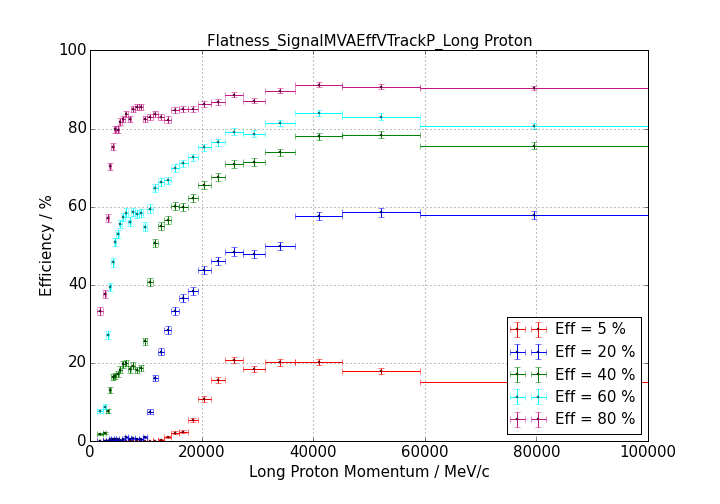 Flatness_SignalMVAEffVTrackP_Long Proton
100
80
60
40
20
0
Efficiency / %
Eff = 5 %
Eff = 20 %
Eff = 40 %
Eff = 60 %
Eff = 80 %
0 20000 40000 60000 80000 100000
Long Proton Momentum / MeV/c